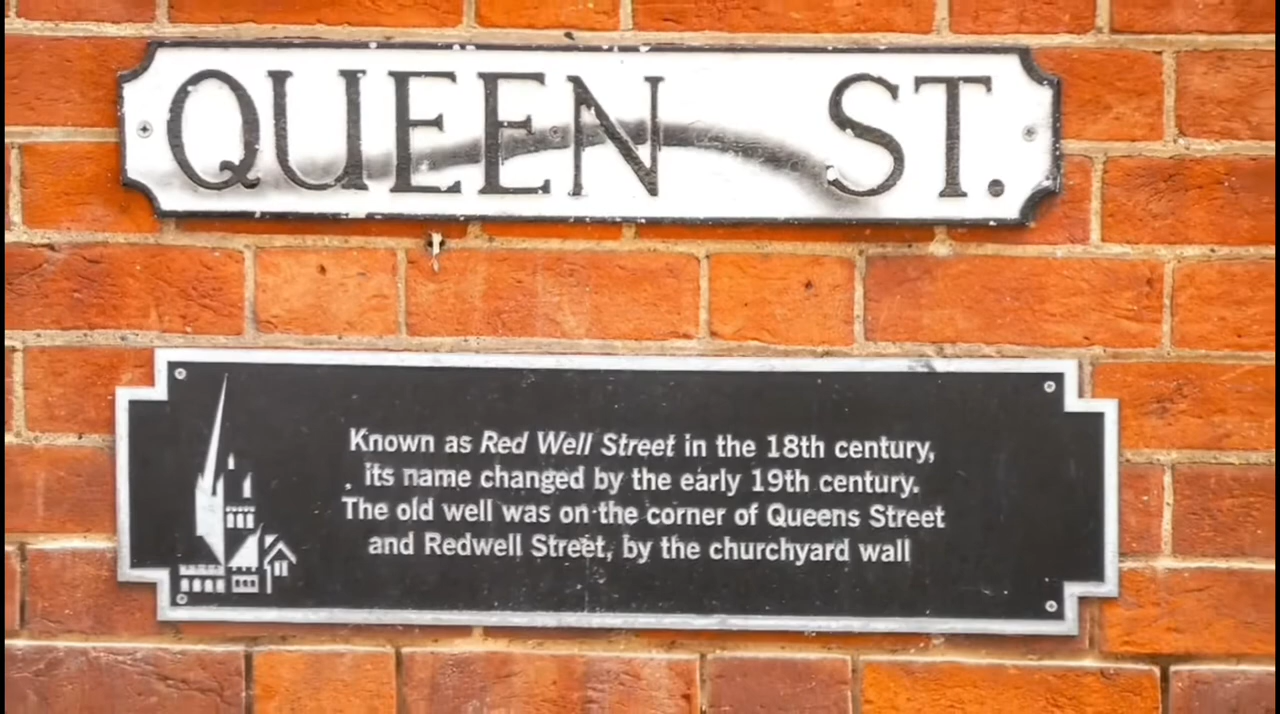 QUEEN ST.
Known as Red Well Street in the 18th century,
its name changed by the early 19th century.
The old well was on the corner of Queens Street
and Redwell Street, by the churchyard wall